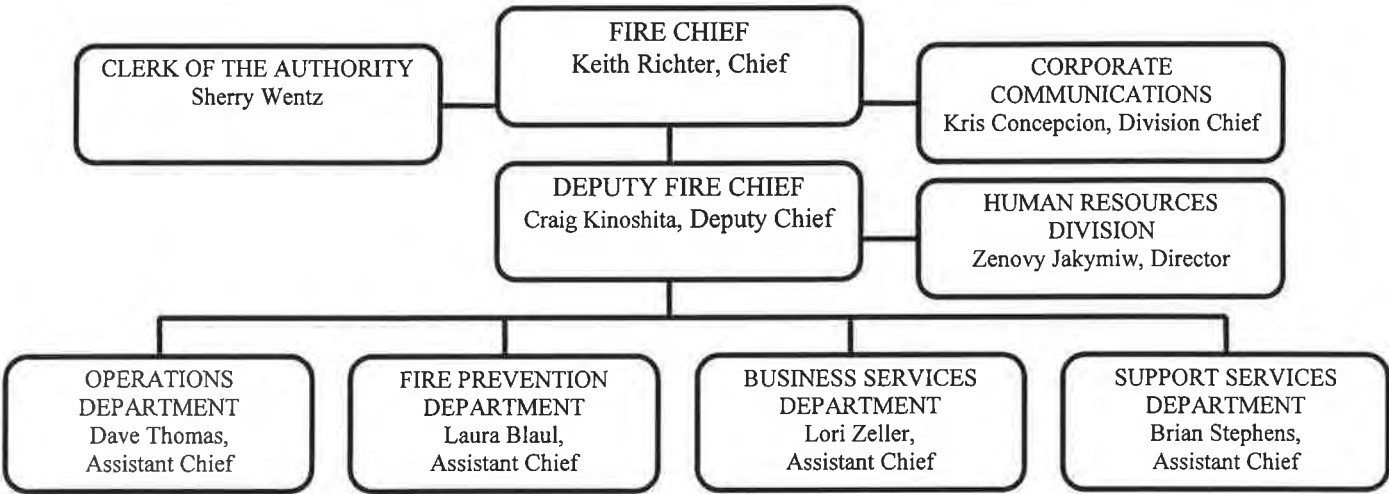 FIRE CHIEF
Keith Richter, Chief
CLERK OF THE AUTHORITY
Sherry Wentz
CORPORATE
COMMUNICATIONS
Kris Concepcion, Division Chief
DEPUTY FIRE CHIEF
Craig Kinoshita, Deputy Chief
HUMAN RESOURCES
DIVISION
Zenovy Jakymiw, Director
OPERATIONS
DEPARTMENT
Dave Thomas,
Assistant Chief
FIRE PREVENTION
DEPARTMENT
Laura Blaul,
Assistant Chief
BUSINESS SERVICES
DEPARTMENT
Lori Zeller,
Assistant Chief
SUPPORT SERVICES
DEPARTMENT
Brian Stephens,
Assistant Chief